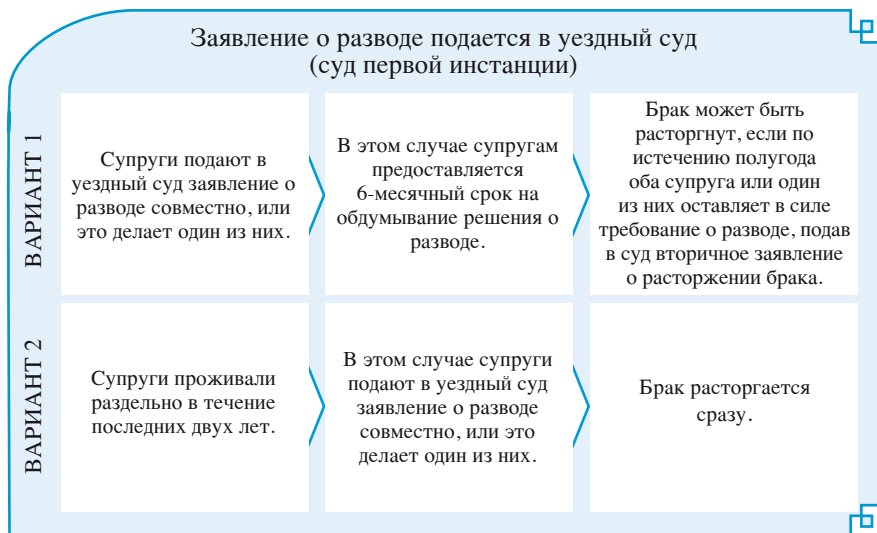 Заявление о разводе подается в уездный суд
(суд первой инстанции)
ВАРИАНТ 1
Супруги подают в
уездный суд заявление о
разводе совместно, или
это делает один из них.
В этом случае супругам
предоставляется
6-месячный срок на
обдумывание решения о
разводе.
Брак может быть
расторгнут, если по
истечению полугода
оба супруга или один
из них оставляет в силе
требование о разводе, подав
в суд вторичное заявление
о расторжении брака.
ВАРИАНТ 2
Супруги проживали
раздельно в течение
последних двух лет.
В этом случае супруги
подают в уездный суд
заявление о разводе
совместно, или это
делает один из них.
Брак расторгается
сразу.